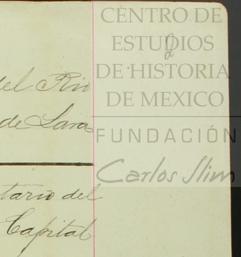 CENTRO DE
ESTUDIOS
DE HISTORIA
DE MEXICO
FUNDACIÓN
Carlos Slim
del Rio
de Lara
tario del
Capital